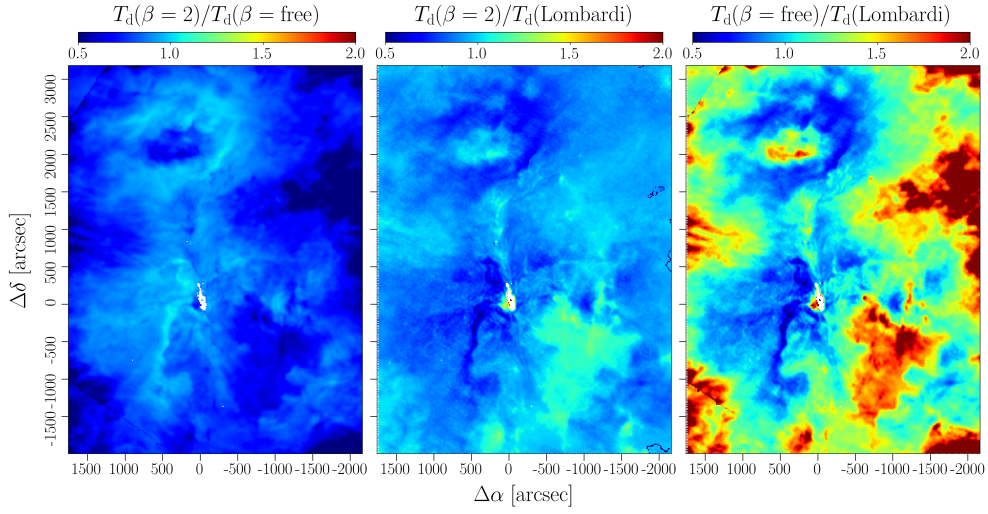 T_d(β = 2)/T_d(β = free)
T_d(β = 2)/T_d(Lombardi)
T_d(β = free)/T_d(Lombardi)
0.5 1.0 1.5 2.0
0.5 1.0 1.5 2.0
0.5 1.0 1.5 2.0
Δδ [arcsec]
3000
2500
2000
1500
1000
500
0
-500
-1000
-1500
1500 1000 500 0 -500 -1000 -1500 -2000
1500 1000 500 0 -500 -1000 -1500 -2000
1500 1000 500 0 -500 -1000 -1500 -2000
Δα [arcsec]